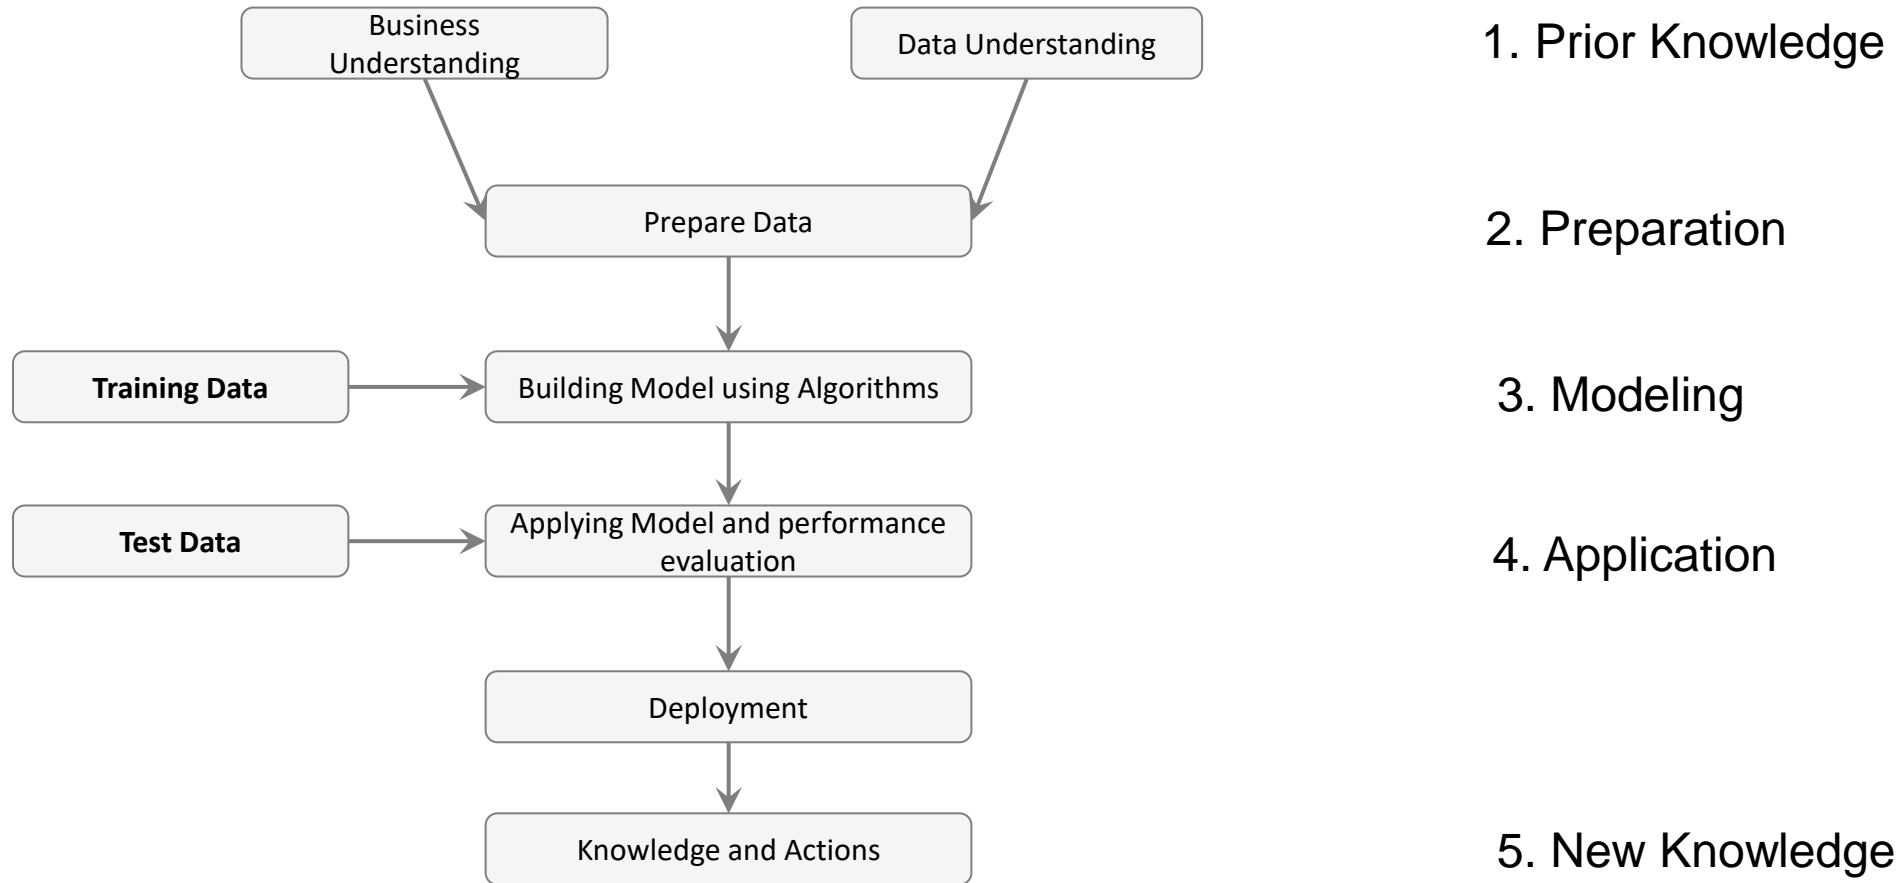 Business
Understanding
Data Understanding
1. Prior Knowledge
Prepare Data
2. Preparation
Training Data
Building Model using Algorithms
3. Modeling
Test Data
Applying Model and performance
evaluation
4. Application
Deployment
Knowledge and Actions
5. New Knowledge